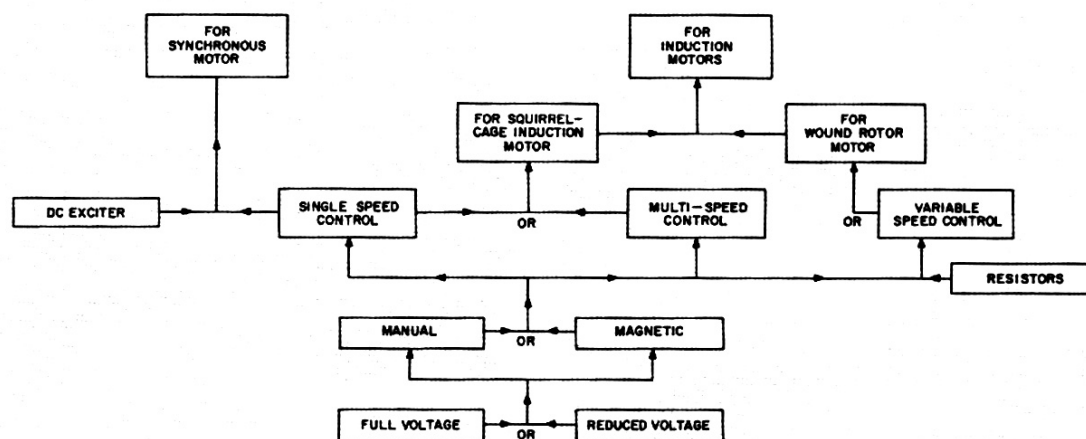 FOR
SYNCHRONOUS
MOTOR
FOR
INDUCTION
MOTORS
FOR SQUIRREL-
CAGE INDUCTION
MOTOR
FOR
WOUND ROTOR
MOTOR
DC EXCITER
SINGLE SPEED
CONTROL
OR
MULTI-SPEED
CONTROL
OR
VARIABLE
SPEED CONTROL
RESISTORS
MANUAL
OR
MAGNETIC
FULL VOLTAGE
OR
REDUCED VOLTAGE